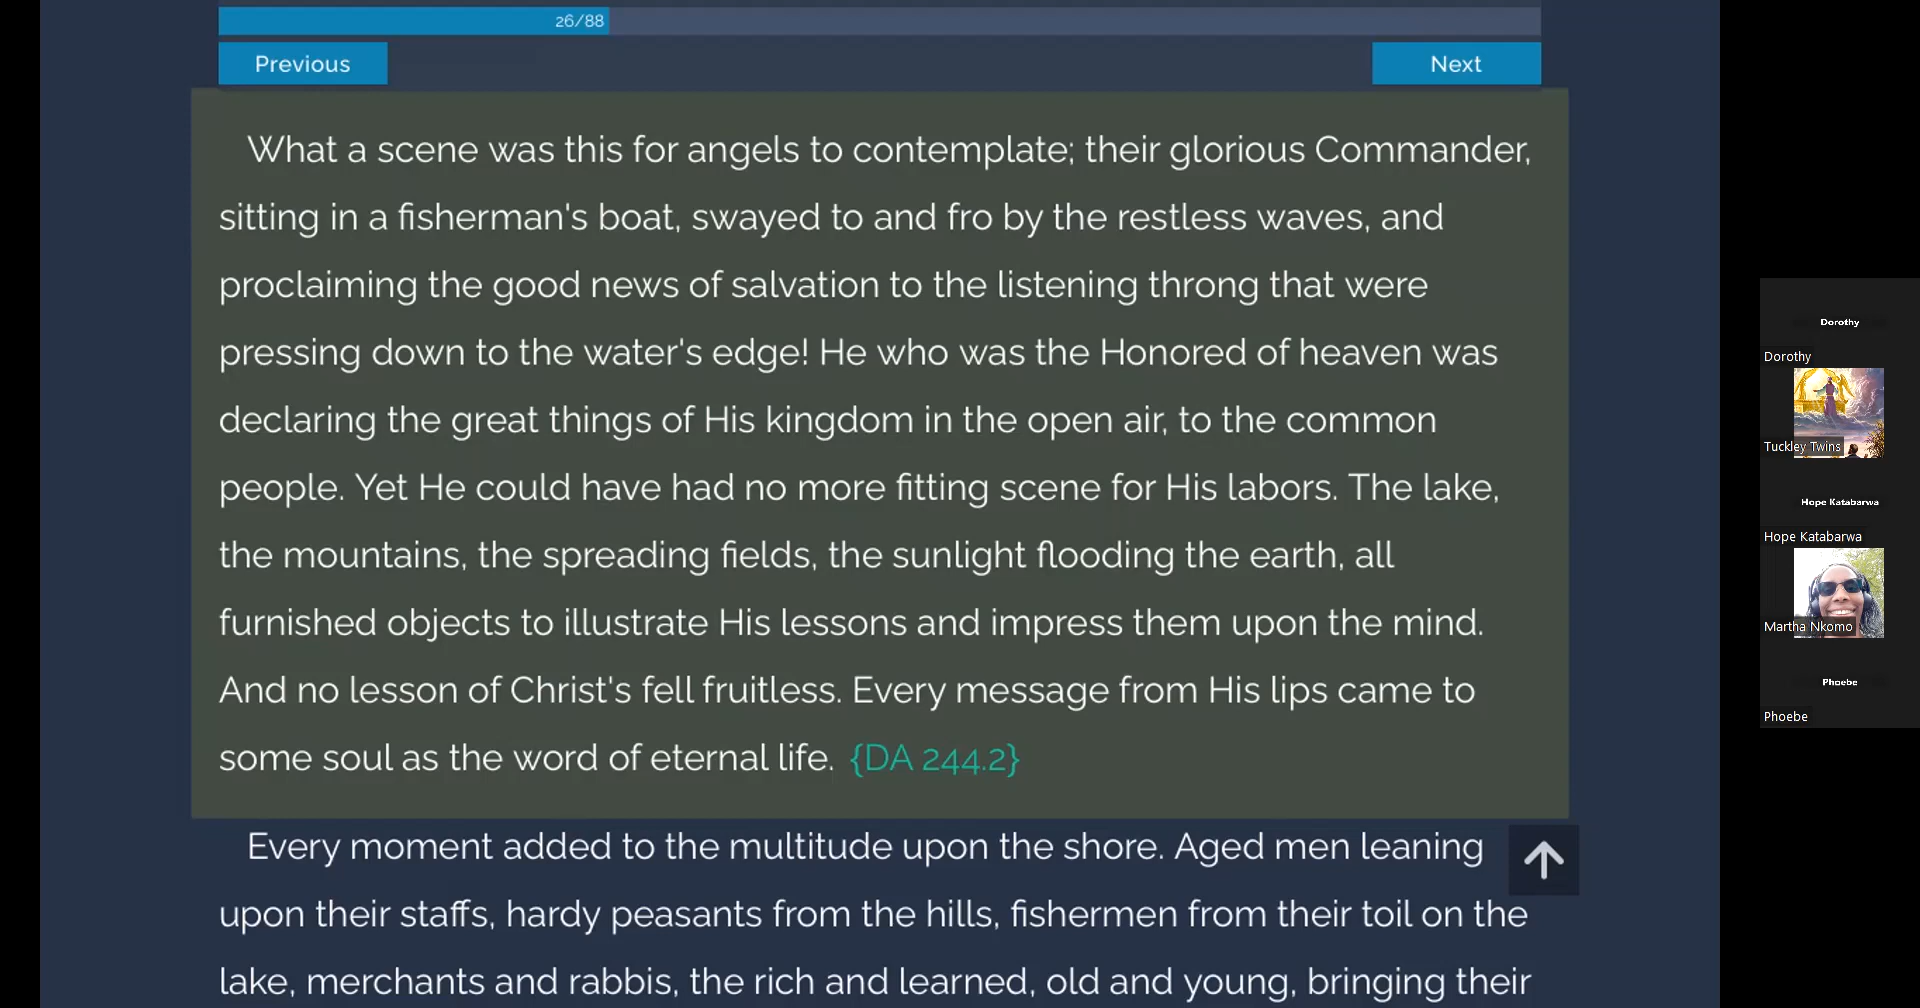 26/88
Previous
Next
What a scene was this for angels to contemplate; their glorious Commander,
sitting in a fisherman's boat, swayed to and fro by the restless waves, and
proclaiming the good news of salvation to the listening throng that were
pressing down to the water's edge! He who was the Honored of heaven was
declaring the great things of His kingdom in the open air, to the common
people. Yet He could have had no more fitting scene for His labors. The lake,
the mountains, the spreading fields, the sunlight flooding the earth, all
furnished objects to illustrate His lessons and impress them upon the mind.
And no lesson of Christ's fell fruitless. Every message from His lips came to
some soul as the word of eternal life. {DA 244.2}
Every moment added to the multitude upon the shore. Aged men leaning
upon their staffs, hardy peasants from the hills, fishermen from their toil on the
lake, merchants and rabbis, the rich and learned, old and young, bringing their
Dorothy
Dorothy
Tuckley Twins
Hope Katabarwa
Hope Katabarwa
Martha Nkomo
Phoebe
Phoebe